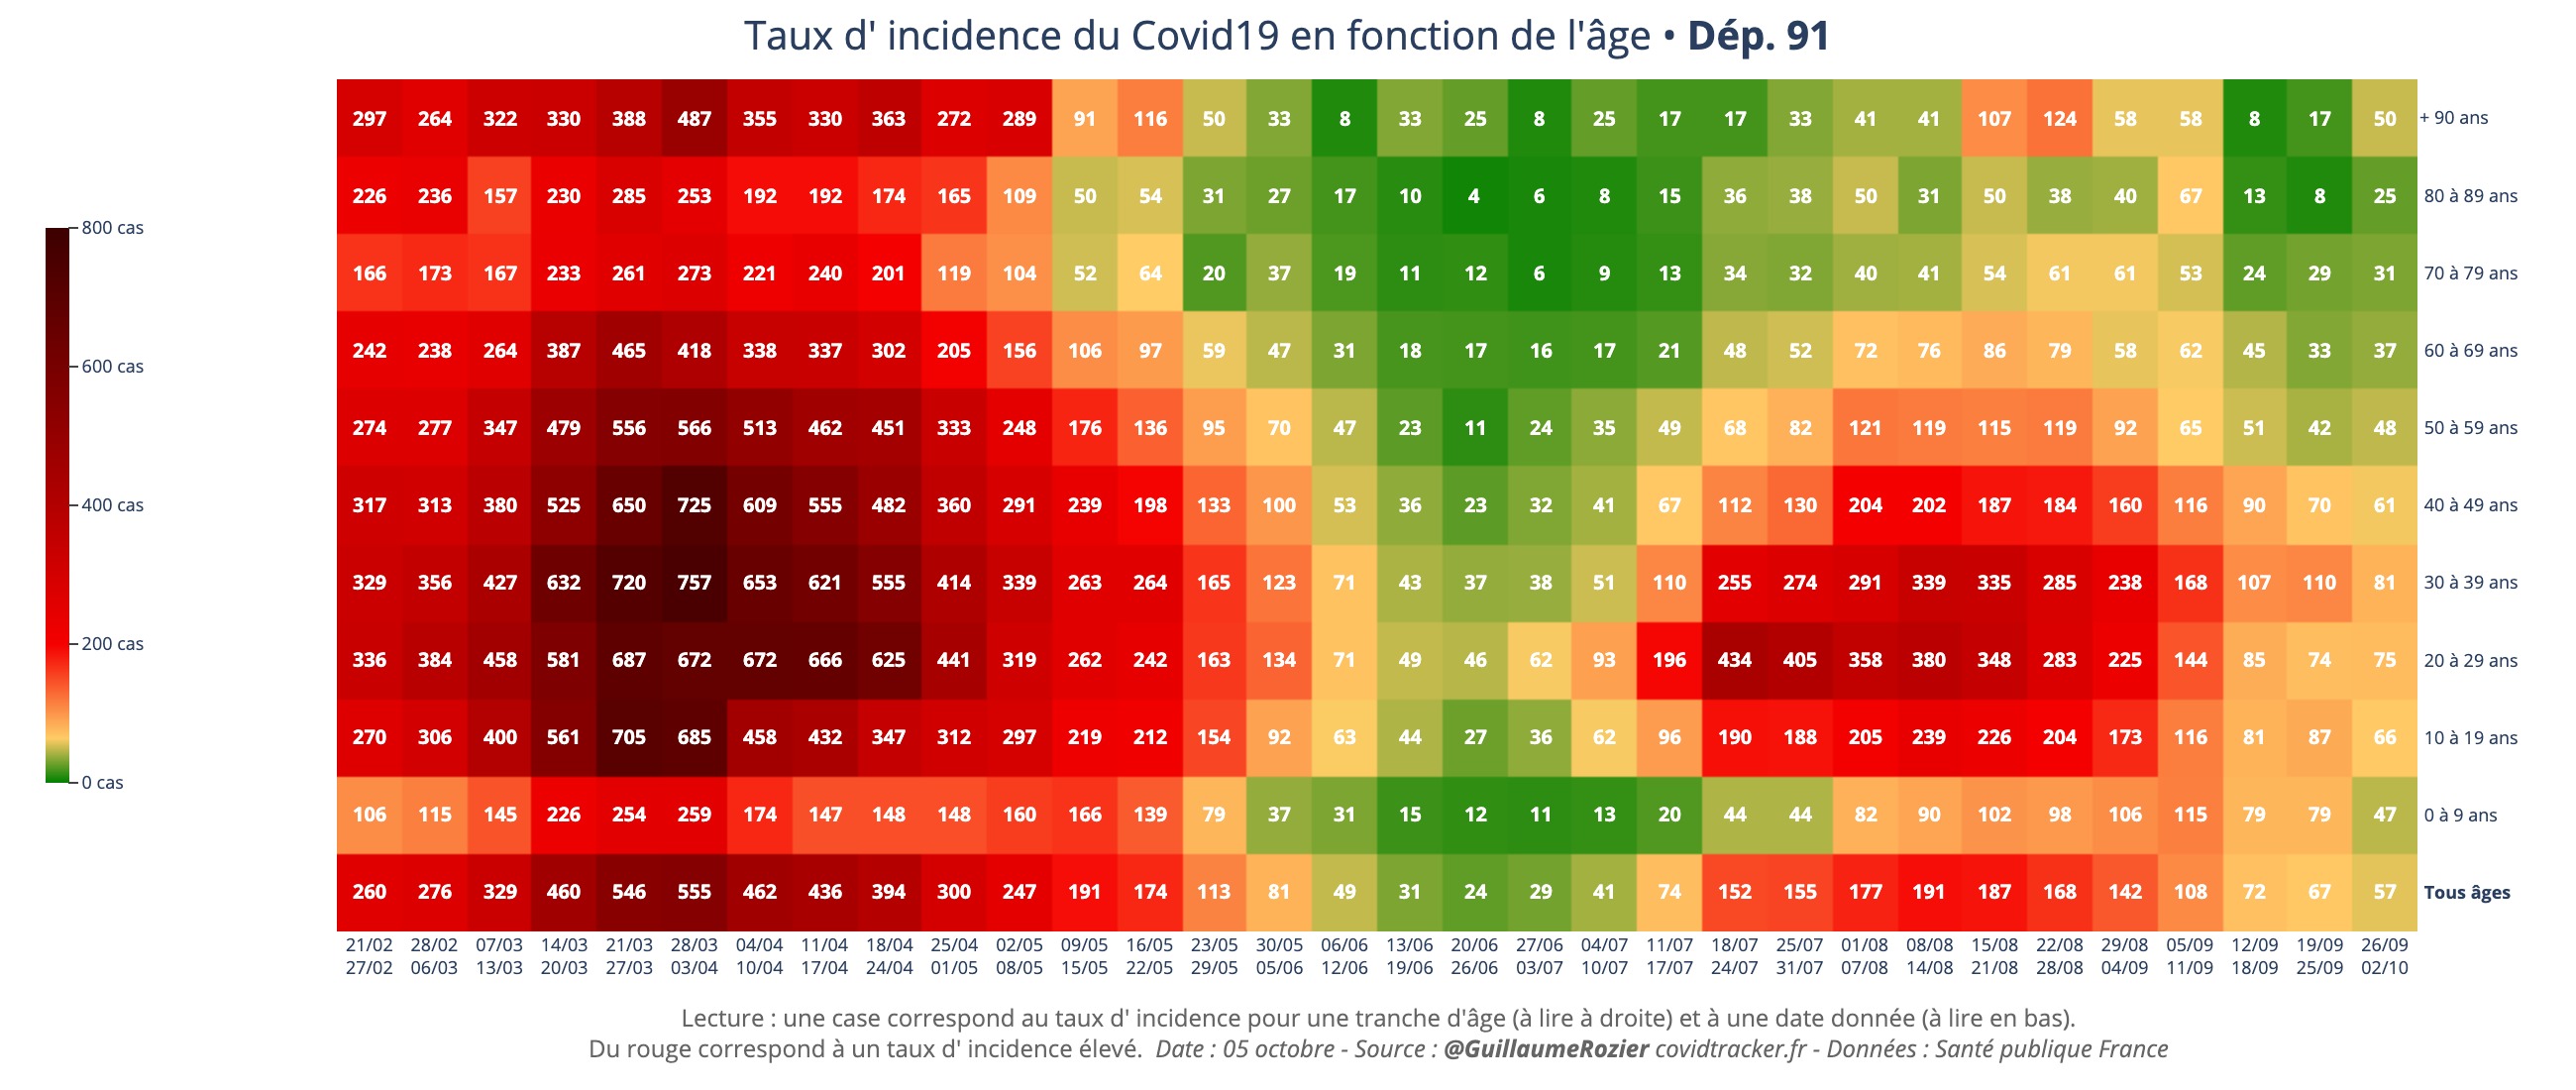 Taux d' incidence du Covid19 en fonction de l'âge • Dép. 91
297 264 322 330 388 487 355 330 363 272 289 91 116 50 33 8 33 25 8 25 17 17 33 41 41 107 124 58 58 8 17 50 + 90 ans
226 236 157 230 285 253 192 192 174 165 109 50 54 31 27 17 10 4 6 8 15 36 38 50 31 50 38 40 67 13 8 25 80 à 89 ans
166 173 167 233 261 273 221 240 201 119 104 52 64 20 37 19 11 12 6 9 13 34 32 40 41 54 61 61 53 24 29 31 70 à 79 ans
242 238 264 387 465 418 338 337 302 205 156 106 97 59 47 31 18 17 16 17 21 48 52 72 76 86 79 58 62 45 33 37 60 à 69 ans
274 277 347 479 556 566 513 462 451 333 248 176 136 95 70 47 23 11 24 35 49 68 82 121 119 115 119 92 65 51 42 48 50 à 59 ans
317 313 380 525 650 725 609 555 482 360 291 239 198 133 100 53 36 23 32 41 67 112 130 204 202 187 184 160 116 90 70 61 40 à 49 ans
329 356 427 632 720 757 653 621 555 414 339 263 264 165 123 71 43 37 38 51 110 255 274 291 339 335 285 238 168 107 110 81 30 à 39 ans
336 384 458 581 687 672 672 666 625 441 319 262 242 163 134 71 49 46 62 93 196 434 405 358 380 348 283 225 144 85 74 75 20 à 29 ans
270 306 400 561 705 685 458 432 347 312 297 219 212 154 92 63 44 27 36 62 96 190 188 205 239 226 204 173 116 81 87 66 10 à 19 ans
106 115 145 226 254 259 174 147 148 148 160 166 139 79 37 31 15 12 11 13 20 44 44 82 90 102 98 106 115 79 79 47 0 à 9 ans
260 276 329 460 546 555 462 436 394 300 247 191 174 113 81 49 31 24 29 41 74 152 155 177 191 187 168 142 108 72 67 57 Tous âges
21/02 28/02 07/03 14/03 21/03 28/03 04/04 11/04 18/04 25/04 02/05 09/05 16/05 23/05 30/05 06/06 13/06 20/06 27/06 04/07 11/07 18/07 25/07 01/08 08/08 15/08 22/08 29/08 05/09 12/09 19/09 26/09
27/02 06/03 13/03 20/03 27/03 03/04 10/04 17/04 24/04 01/05 08/05 15/05 22/05 29/05 05/06 12/06 19/06 26/06 03/07 10/07 17/07 24/07 31/07 07/08 14/08 21/08 28/08 04/09 11/09 18/09 25/09 02/10
800 cas
600 cas
400 cas
200 cas
0 cas
Lecture : une case correspond au taux d' incidence pour une tranche d'âge (à lire à droite) et à une date donnée (à lire en bas).
Du rouge correspond à un taux d' incidence élevé. Date : 05 octobre - Source : @GuillaumeRozier covidtracker.fr - Données : Santé publique France